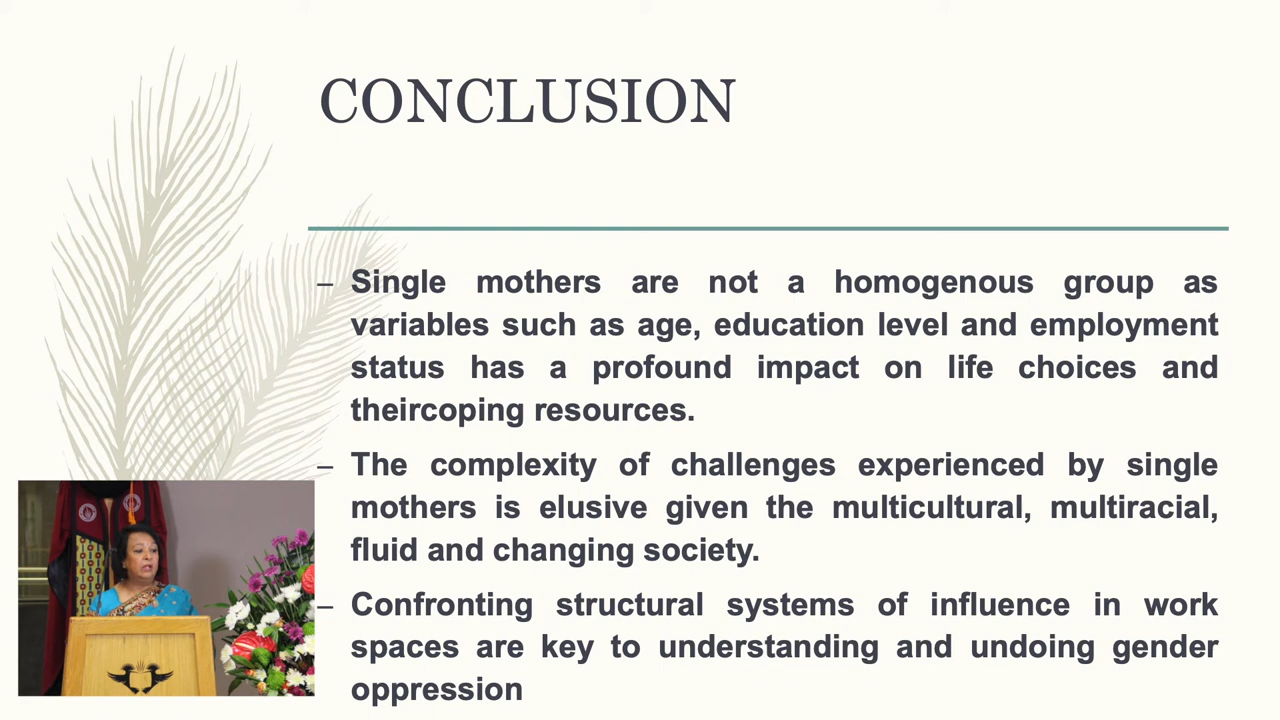 CONCLUSION
– Single mothers are not a homogenous group as
variables such as age, education level and employment
status has a profound impact on life choices and
theircoping resources.
– The complexity of challenges experienced by single
mothers is elusive given the multicultural, multiracial,
fluid and changing society.
– Confronting structural systems of influence in work
spaces are key to understanding and undoing gender
oppression